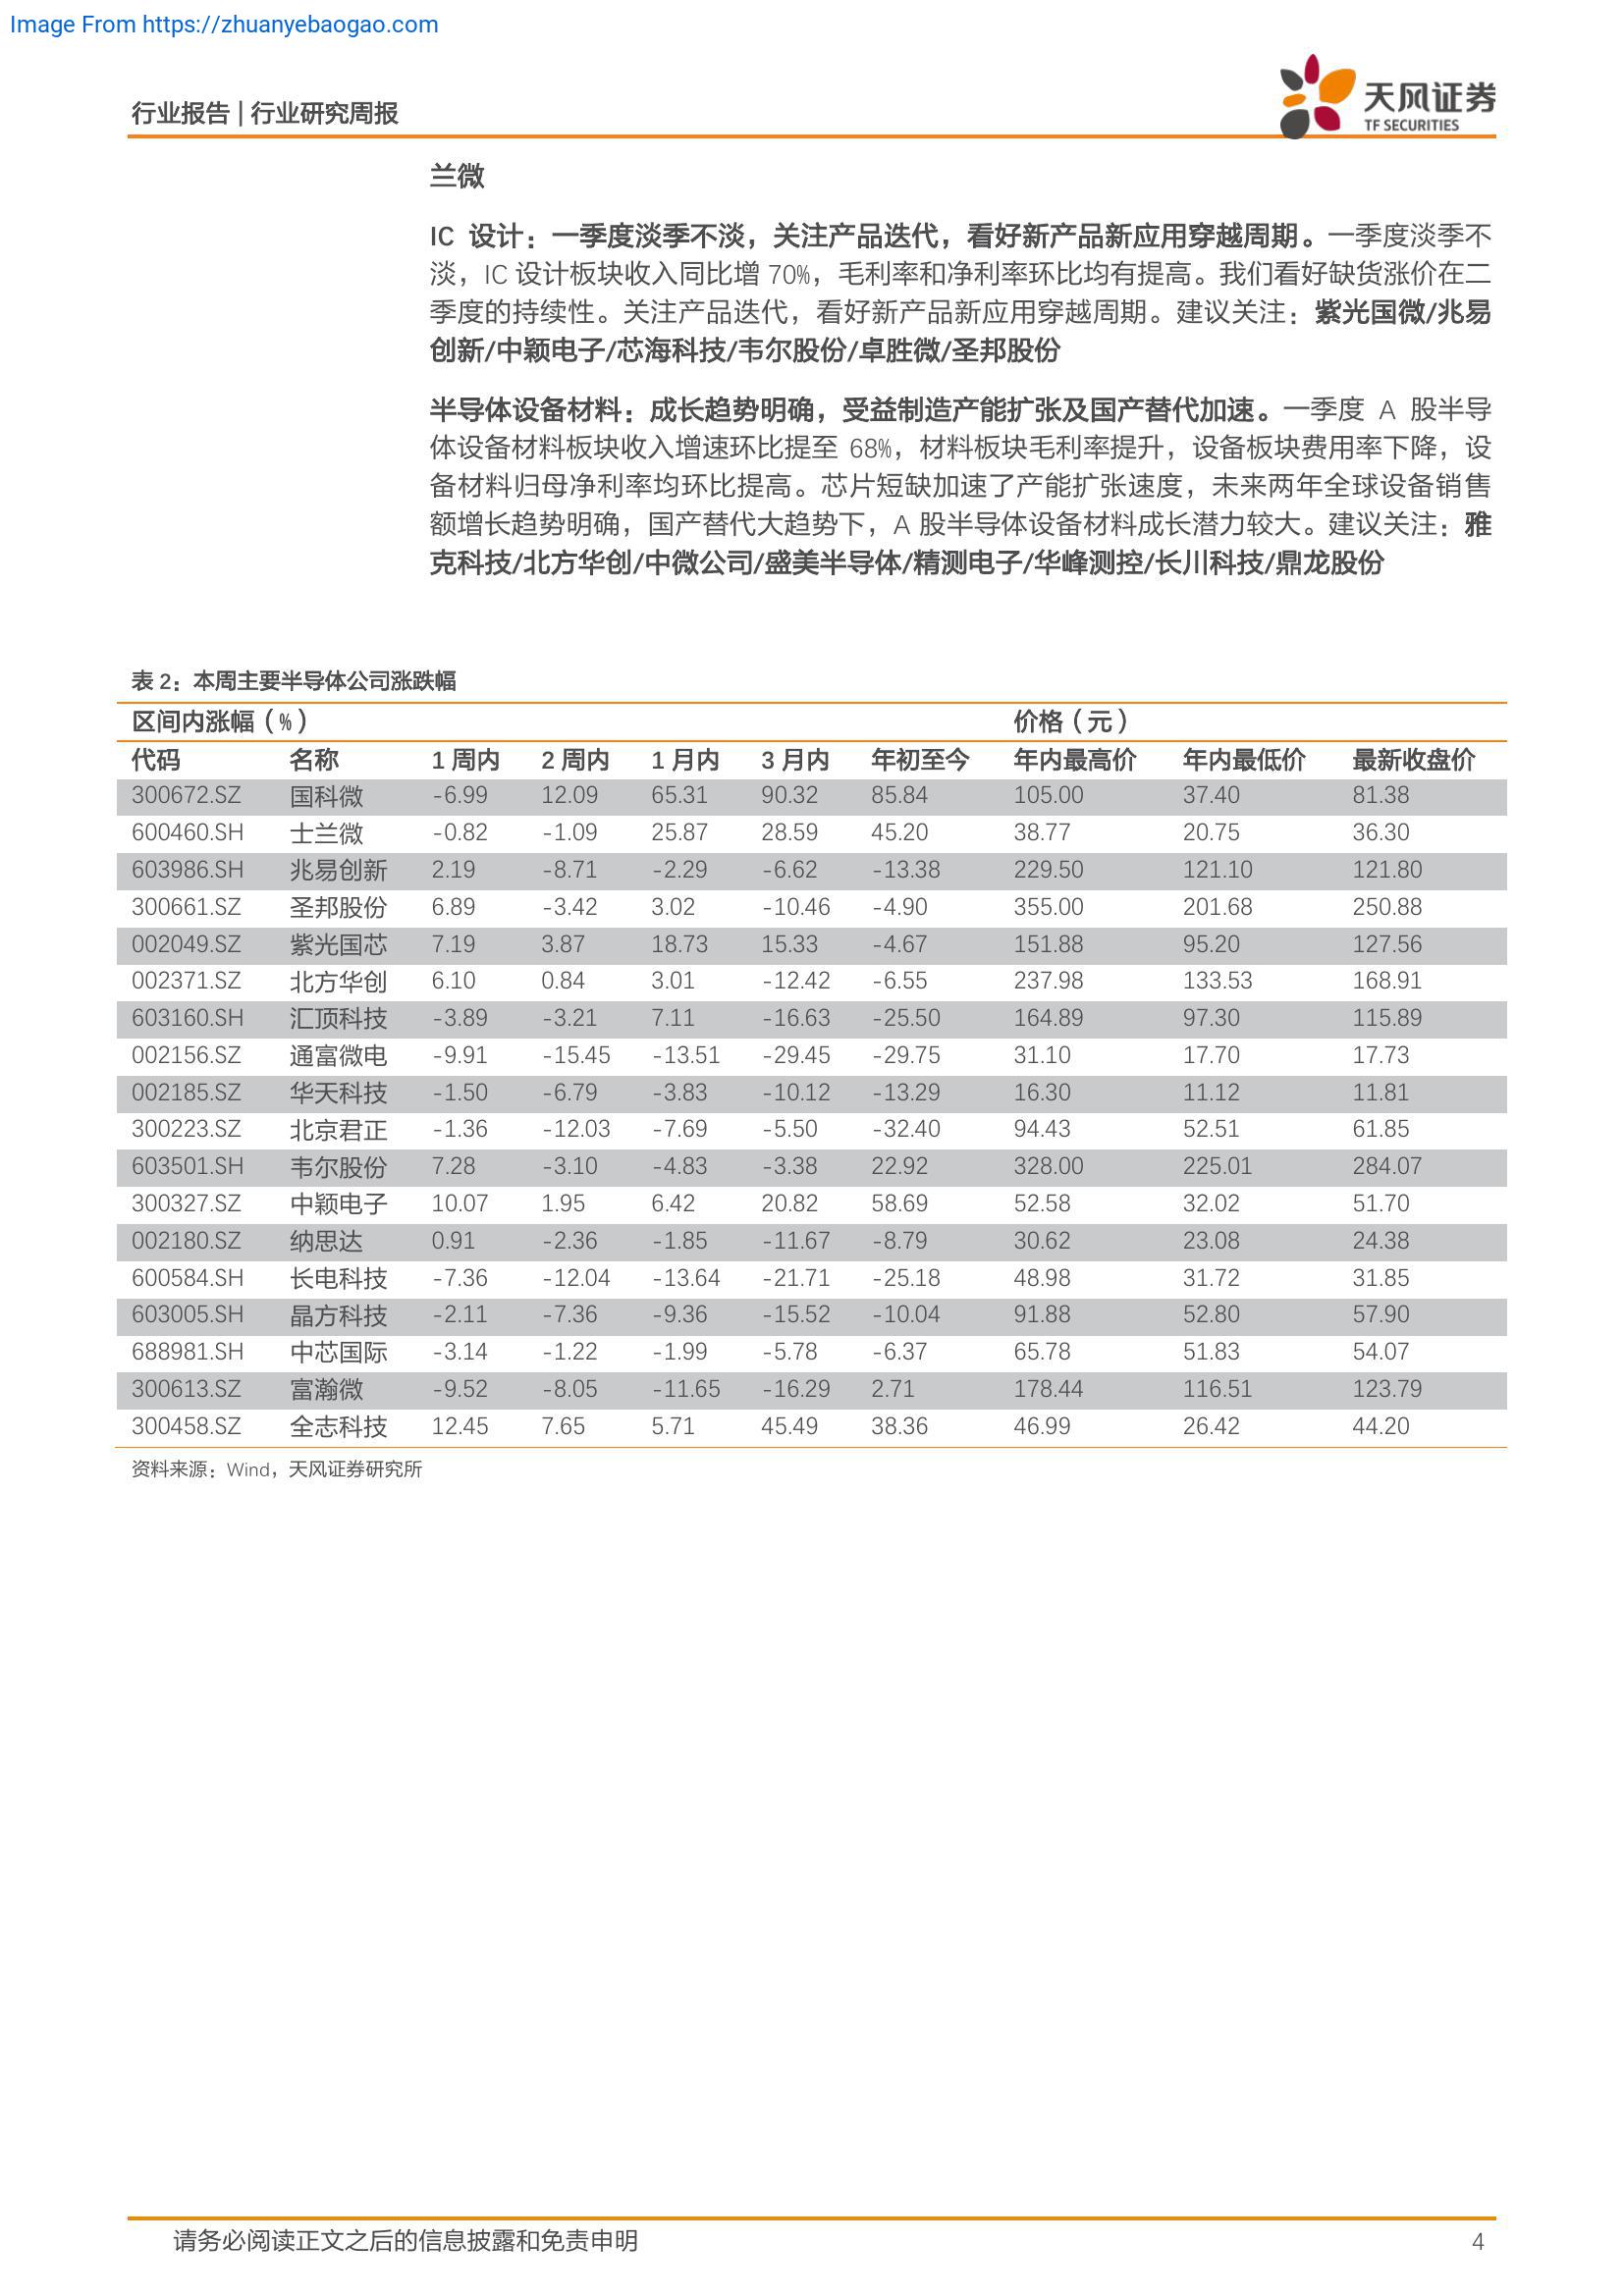 Image From https://zhuanyebaogao.com
行业报告 | 行业研究周报
天风证券
TF SECURITIES
兰微
IC 设计：一季度淡季不淡，关注产品迭代，看好新产品新应用穿越周期。一季度淡季不
淡，IC 设计板块收入同比增 70%，毛利率和净利率环比均有提高。我们看好缺货涨价在二
季度的持续性。关注产品迭代，看好新产品新应用穿越周期。建议关注：紫光国微/兆易
创新/中颖电子/芯海科技/韦尔股份/卓胜微/圣邦股份
半导体设备材料：成长趋势明确，受益制造产能扩张及国产替代加速。一季度 A 股半导
体设备材料板块收入增速环比提至 68%，材料板块毛利率提升，设备板块费用率下降，设
备材料归母净利率均环比提高。芯片短缺加速了产能扩张速度，未来两年全球设备销售
额增长趋势明确，国产替代大趋势下，A 股半导体设备材料成长潜力较大。建议关注：雅
克科技/北方华创/中微公司/盛美半导体/精测电子/华峰测控/长川科技/鼎龙股份
表 2：本周主要半导体公司涨跌幅
区间内涨幅（%） 价格（元）
代码 名称 1 周内 2 周内 1 月内 3 月内 年初至今 年内最高价 年内最低价 最新收盘价
300672.SZ 国科微 -6.99 12.09 65.31 90.32 85.84 105.00 37.40 81.38
600460.SH 士兰微 -0.82 -1.09 25.87 28.59 45.20 38.77 20.75 36.30
603986.SH 兆易创新 2.19 -8.71 -2.29 -6.62 -13.38 229.50 121.10 121.80
300661.SZ 圣邦股份 6.89 -3.42 3.02 -10.46 -4.90 355.00 201.68 250.88
002049.SZ 紫光国芯 7.19 3.87 18.73 15.33 -4.67 151.88 95.20 127.56
002371.SZ 北方华创 6.10 0.84 3.01 -12.42 -6.55 237.98 133.53 168.91
603160.SH 汇顶科技 -3.89 -3.21 7.11 -16.63 -25.50 164.89 97.30 115.89
002156.SZ 通富微电 -9.91 -15.45 -13.51 -29.45 -29.75 31.10 17.70 17.73
002185.SZ 华天科技 -1.50 -6.79 -3.83 -10.12 -13.29 16.30 11.12 11.81
300223.SZ 北京君正 -1.36 -12.03 -7.69 -5.50 -32.40 94.43 52.51 61.85
603501.SH 韦尔股份 7.28 -3.10 -4.83 -3.38 22.92 328.00 225.01 284.07
300327.SZ 中颖电子 10.07 1.95 6.42 20.82 58.69 52.58 32.02 51.70
002180.SZ 纳思达 0.91 -2.36 -1.85 -11.67 -8.79 30.62 23.08 24.38
600584.SH 长电科技 -7.36 -12.04 -13.64 -21.71 -25.18 48.98 31.72 31.85
603005.SH 晶方科技 -2.11 -7.36 -9.36 -15.52 -10.04 91.88 52.80 57.90
688981.SH 中芯国际 -3.14 -1.22 -1.99 -5.78 -6.37 65.78 51.83 54.07
300613.SZ 富瀚微 -9.52 -8.05 -11.65 -16.29 2.71 178.44 116.51 123.79
300458.SZ 全志科技 12.45 7.65 5.71 45.49 38.36 46.99 26.42 44.20
资料来源：Wind，天风证券研究所
请务必阅读正文之后的信息披露和免责申明 4